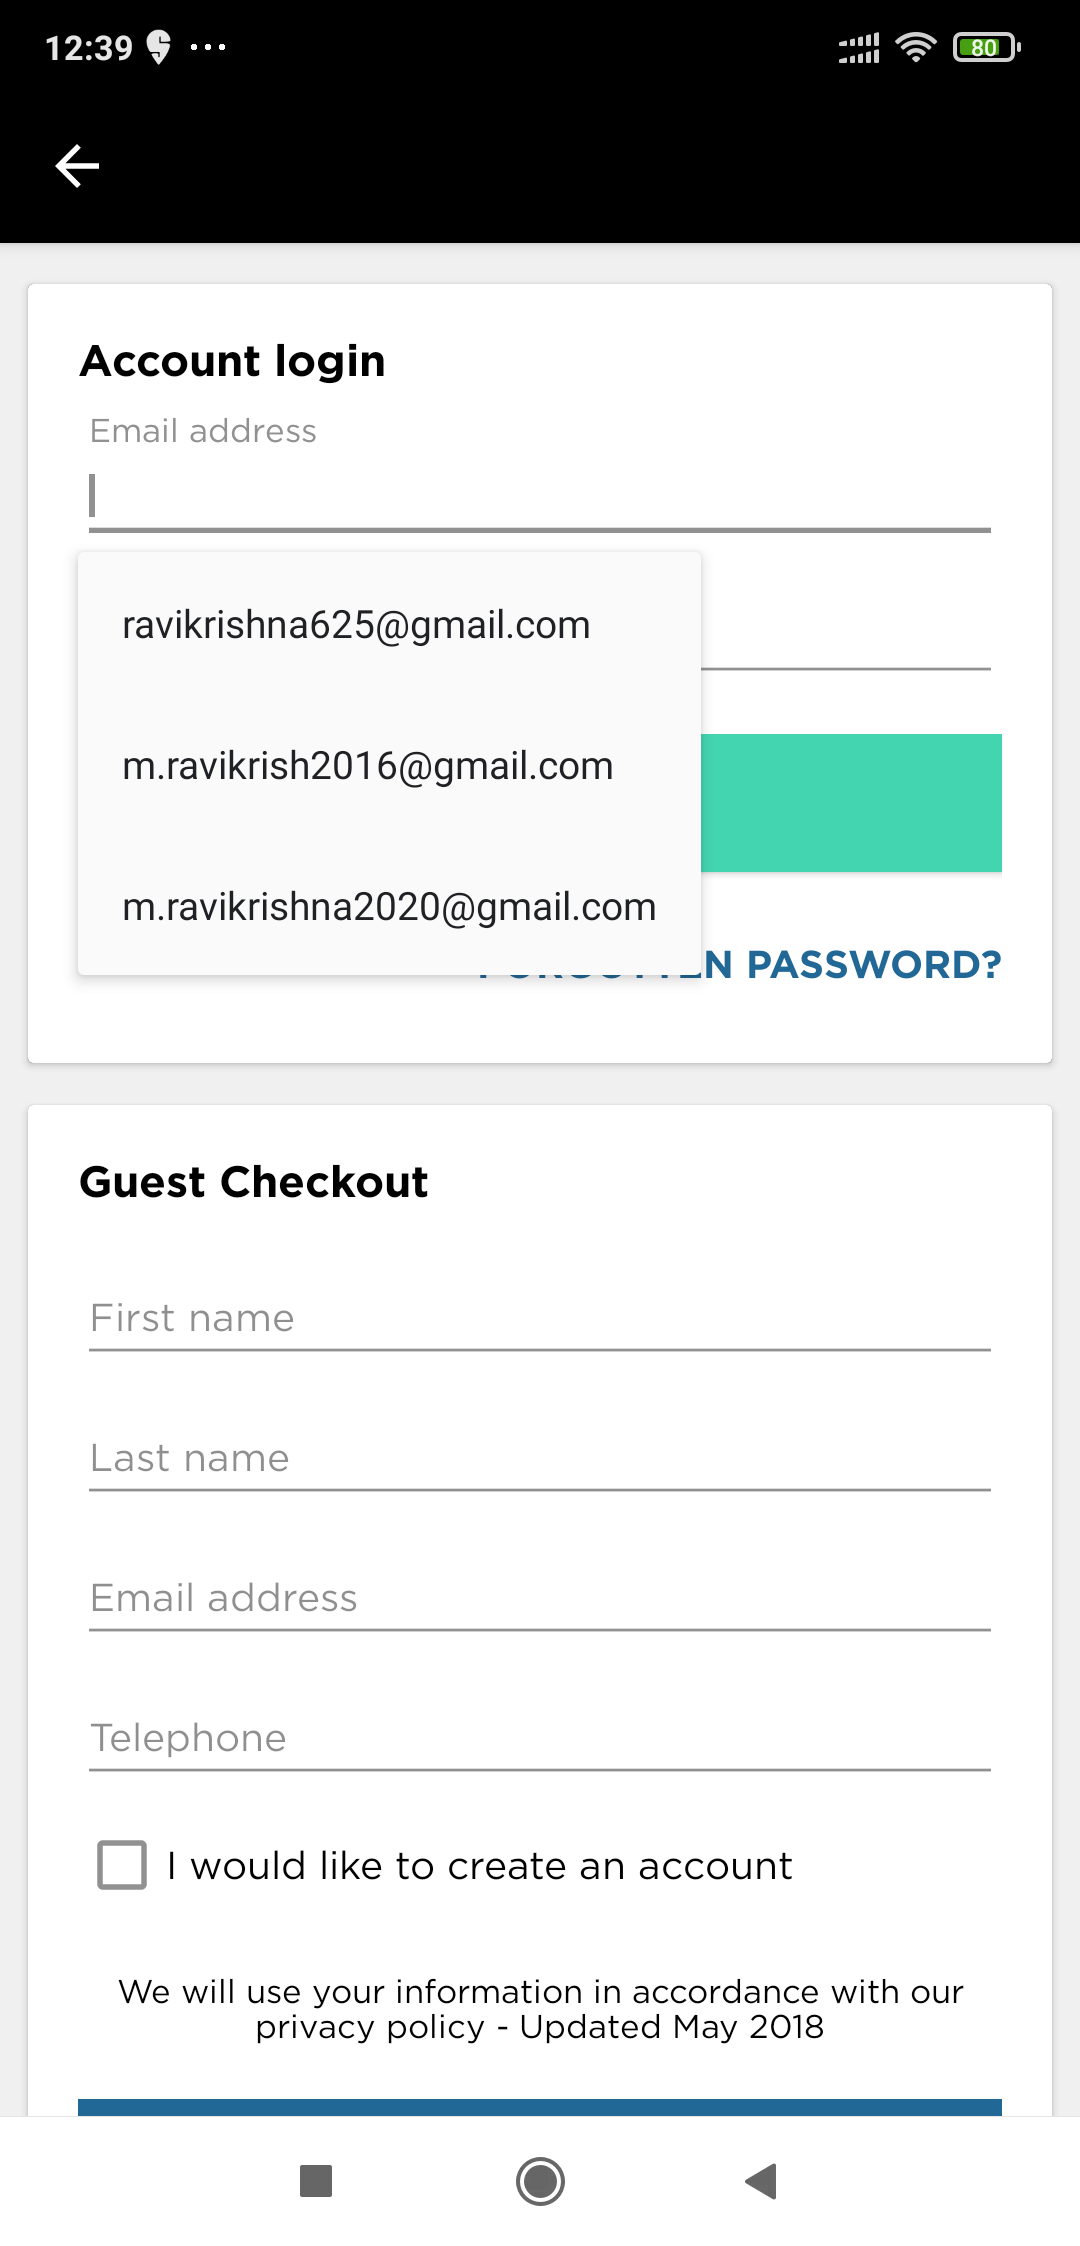 12:39
80
Account login
Email address
ravikrishna625@gmail.com
m.ravikrish2016@gmail.com
m.ravikrishna2020@gmail.com
PASSWORD?
Guest Checkout
First name
Last name
Email address
Telephone
I would like to create an account
We will use your information in accordance with our
privacy policy - Updated May 2018